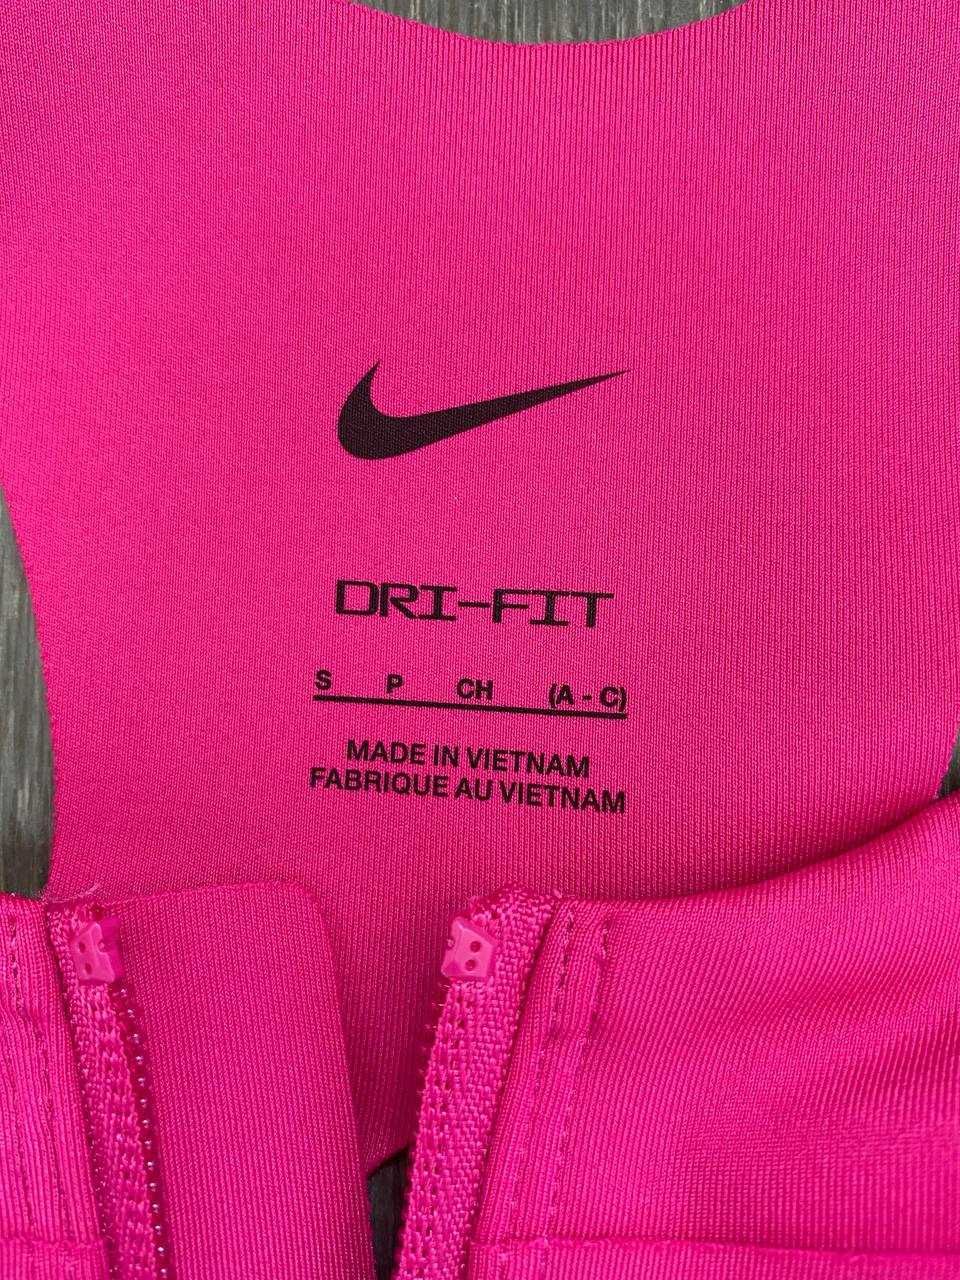 DRI-FIT
S P CH (A - C)
MADE IN VIETNAM
FABRIQUE AU VIETNAM